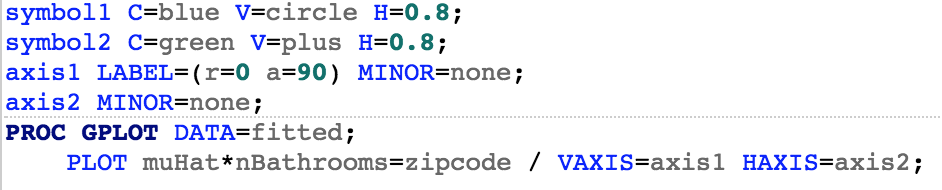 symbol1 C=blue V=circle H=0.8;
symbol2 C=green V=plus H=0.8;
axis1 LABEL=(r=0 a=90) MINOR=none;
axis2 MINOR=none;
PROC GPLOT DATA=fitted;
    PLOT muHat*nBathrooms=zipcode / VAXIS=axis1 HAXIS=axis2;